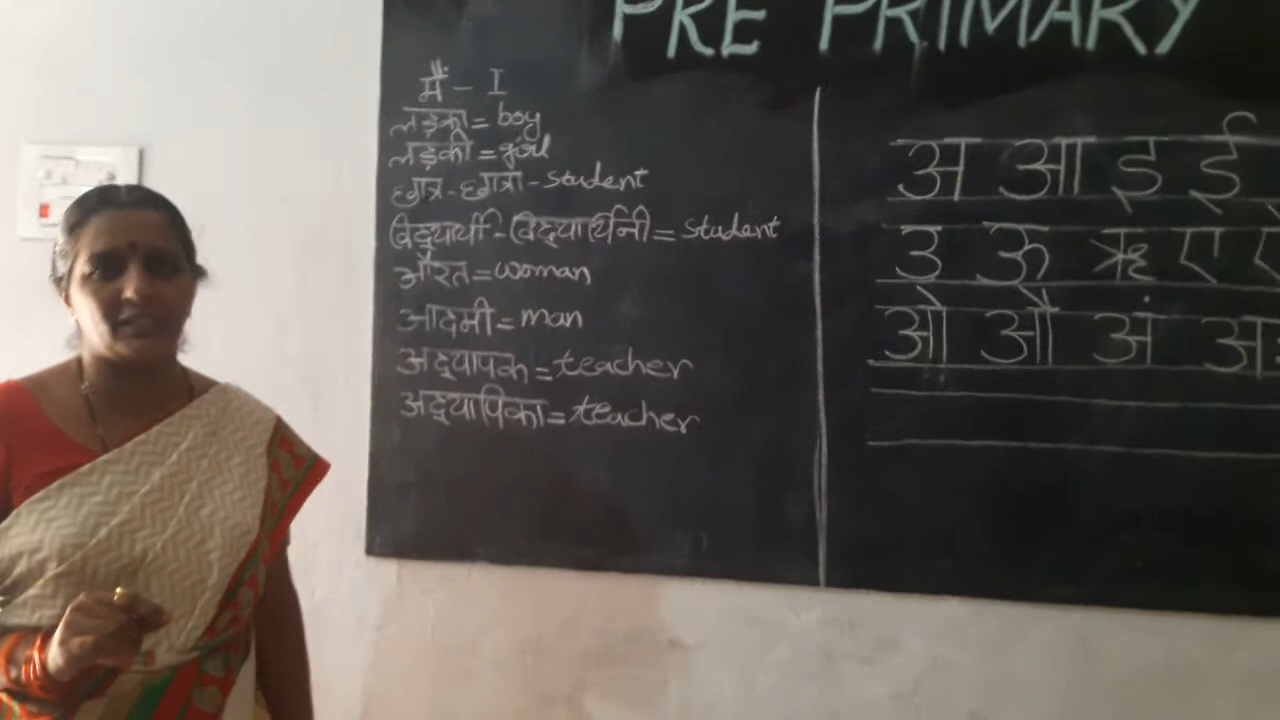 PRE PRIMARY
मैं - I
लड़का = boy
लड़की = girl
छात्र - छात्रा - student
विद्यार्थी - विद्यार्थिनी = student
औरत = woman
आदमी = man
अद्यापक = teacher
अद्यापिका = teacher
अ आ इ ई
उ ऊ ऋ ए
ओ औ अं अः